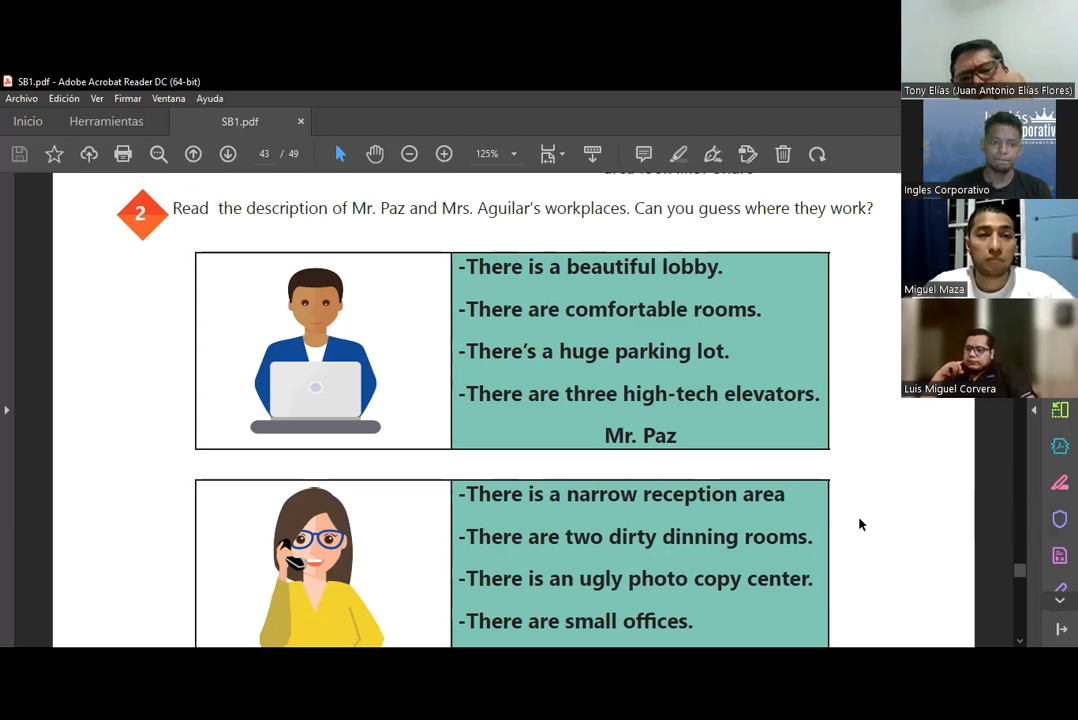 SB1.pdf - Adobe Acrobat Reader DC (64-bit)
Archivo Edición Ver Firmar Ventana Ayuda
Inicio Herramientas SB1.pdf ×
43 / 49 125%
2 Read the description of Mr. Paz and Mrs. Aguilar's workplaces. Can you guess where they work?
-There is a beautiful lobby.
-There are comfortable rooms.
-There's a huge parking lot.
-There are three high-tech elevators.
Mr. Paz
-There is a narrow reception area
-There are two dirty dinning rooms.
-There is an ugly photo copy center.
-There are small offices.
Tony Elías (Juan Antonio Elías Flores)
Ingles Corporativo
Miguel Maza
Luis Miguel Corvera